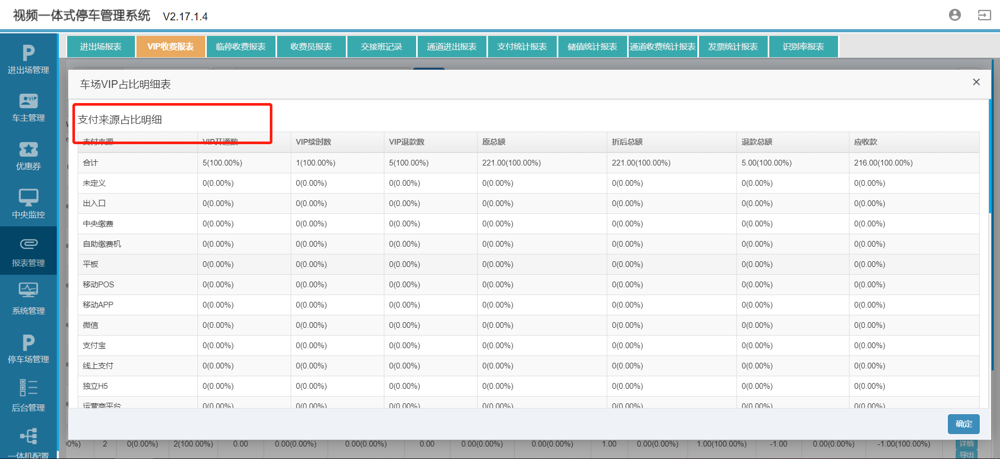 视频一体式停车管理系统 V2.17.1.4
进出场报表 VIP收费报表 临停收费报表 收费员报表 交接班记录 通道进出报表 支付统计报表 储值统计报表 通道收费统计报表 发票统计报表 识别率报表
进出场管理
车主管理
优惠券
中央监控
报表管理
系统管理
停车场管理
后台管理
一体机配置
车场VIP占比明细表
支付来源占比明细
支付来源 VIP开通数 VIP续时数 VIP退款数 原总额 折后总额 退款总额 应收款
合计 5(100.00%) 1(100.00%) 5(100.00%) 221.00(100.00%) 221.00(100.00%) 5.00(100.00%) 216.00(100.00%)
未定义 0(0.00%) 0(0.00%) 0(0.00%) 0(0.00%) 0(0.00%) 0(0.00%) 0(0.00%)
出入口 0(0.00%) 0(0.00%) 0(0.00%) 0(0.00%) 0(0.00%) 0(0.00%) 0(0.00%)
中央缴费 0(0.00%) 0(0.00%) 0(0.00%) 0(0.00%) 0(0.00%) 0(0.00%) 0(0.00%)
自助缴费机 0(0.00%) 0(0.00%) 0(0.00%) 0(0.00%) 0(0.00%) 0(0.00%) 0(0.00%)
平板 0(0.00%) 0(0.00%) 0(0.00%) 0(0.00%) 0(0.00%) 0(0.00%) 0(0.00%)
移动POS 0(0.00%) 0(0.00%) 0(0.00%) 0(0.00%) 0(0.00%) 0(0.00%) 0(0.00%)
移动APP 0(0.00%) 0(0.00%) 0(0.00%) 0(0.00%) 0(0.00%) 0(0.00%) 0(0.00%)
微信 0(0.00%) 0(0.00%) 0(0.00%) 0(0.00%) 0(0.00%) 0(0.00%) 0(0.00%)
支付宝 0(0.00%) 0(0.00%) 0(0.00%) 0(0.00%) 0(0.00%) 0(0.00%) 0(0.00%)
线上支付 0(0.00%) 0(0.00%) 0(0.00%) 0(0.00%) 0(0.00%) 0(0.00%) 0(0.00%)
独立H5 0(0.00%) 0(0.00%) 0(0.00%) 0(0.00%) 0(0.00%) 0(0.00%) 0(0.00%)
运营商平台 0(0.00%) 0(0.00%) 0(0.00%) 0(0.00%) 0(0.00%) 0(0.00%) 0(0.00%)
确定
00%) 2 0(0.00%) 2(100.00%) 0.00 0.00(0.00%) 0.00(0.00%) 0.00 0.00(0.00%) 0.00(0.00%) 1.00 0.00(0.00%) 1.00(100.00%) -1.00 0.00(0.00%) -1.00(100.00%) 详情
导出